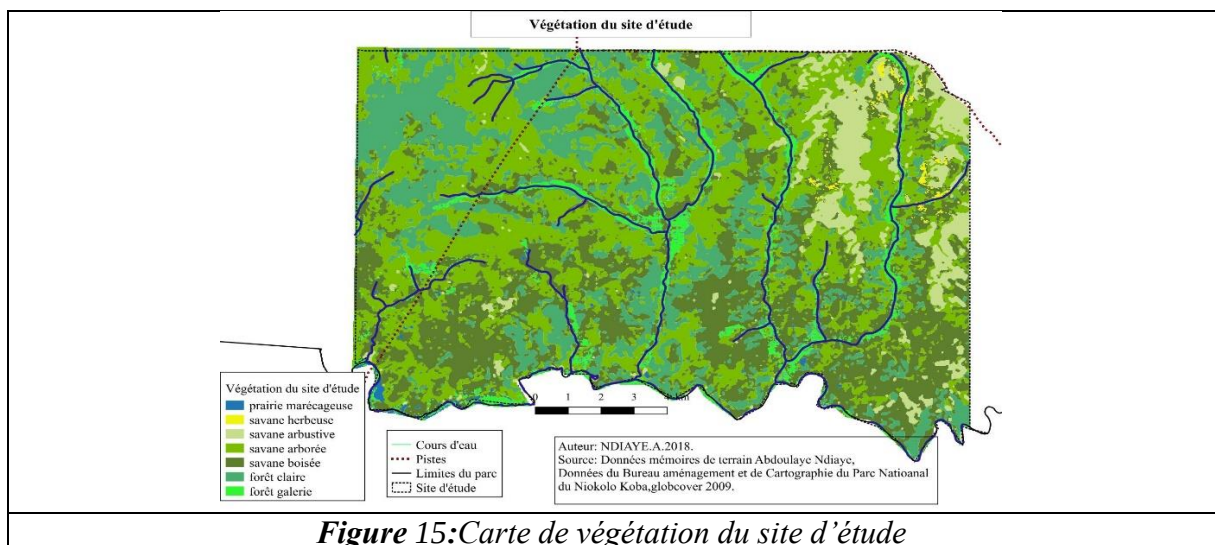 Végétation du site d'étude
Végétation du site d'étude
prairie marécageuse
savane herbeuse
savane arbustive
savane arborée
savane boisée
forêt claire
forêt galerie
0 1 2 3 4 km
Cours d'eau
Pistes
Limites du parc
Site d'étude
Auteur: NDIAYE.A.2018.
Source: Données mémoires de terrain Abdoulaye Ndiaye,
Données du Bureau aménagement et de Cartographie du Parc Natioanal
du Niokolo Koba,globcover 2009.
Figure 15:Carte de végétation du site d’étude